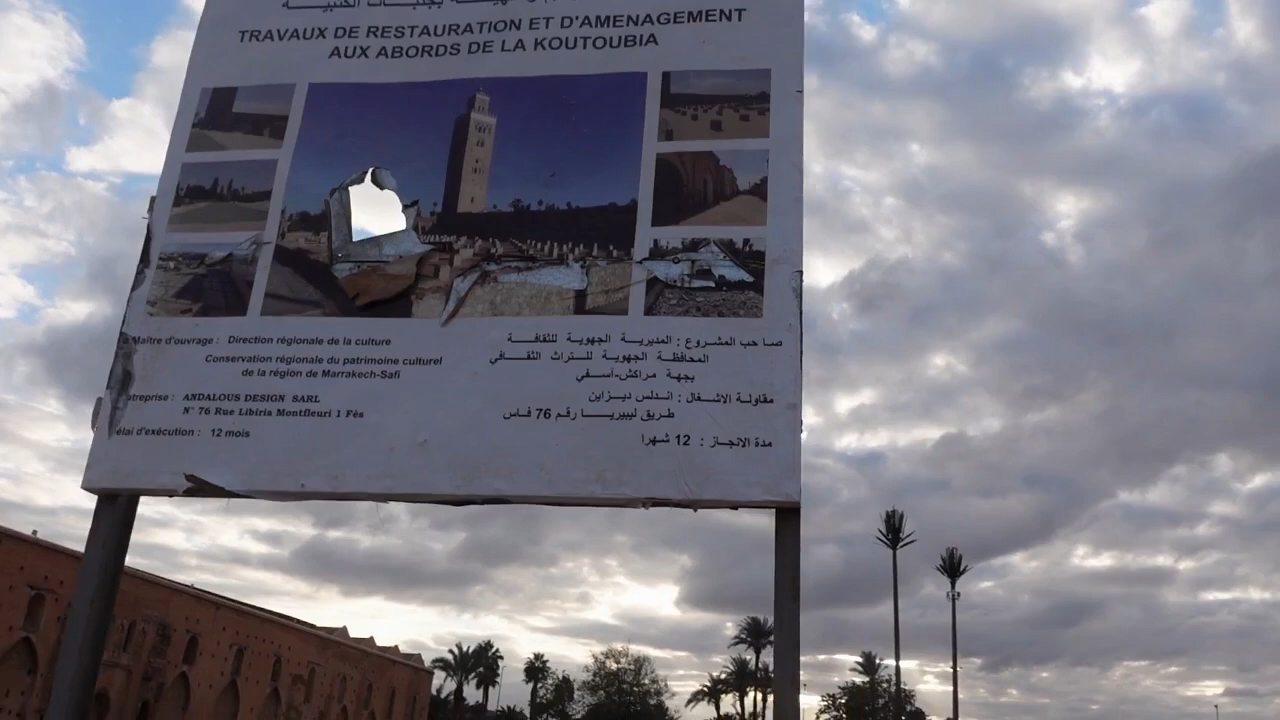 بجنبات الكتبية
TRAVAUX DE RESTAURATION ET D'AMENAGEMENT
AUX ABORDS DE LA KOUTOUBIA
Maître d'ouvrage : Direction régionale de la culture
Conservation régionale du patrimoine culturel
de la région de Marrakech-Safi
ANDALOUS DESIGN SARL
N° 76 Rue Libiria Montfleuri 1 Fès
d'exécution : 12 mois
صاحب المشروع : المديرية الجهوية للثقافة
المحافظة الجهوية للتراث الثقافي
بجهة مراكش-آسفي
مقاولة الاشغال : اندلس ديزاين
طريق ليبيريا رقم 76 فاس
مدة الانجاز : 12 شهرا